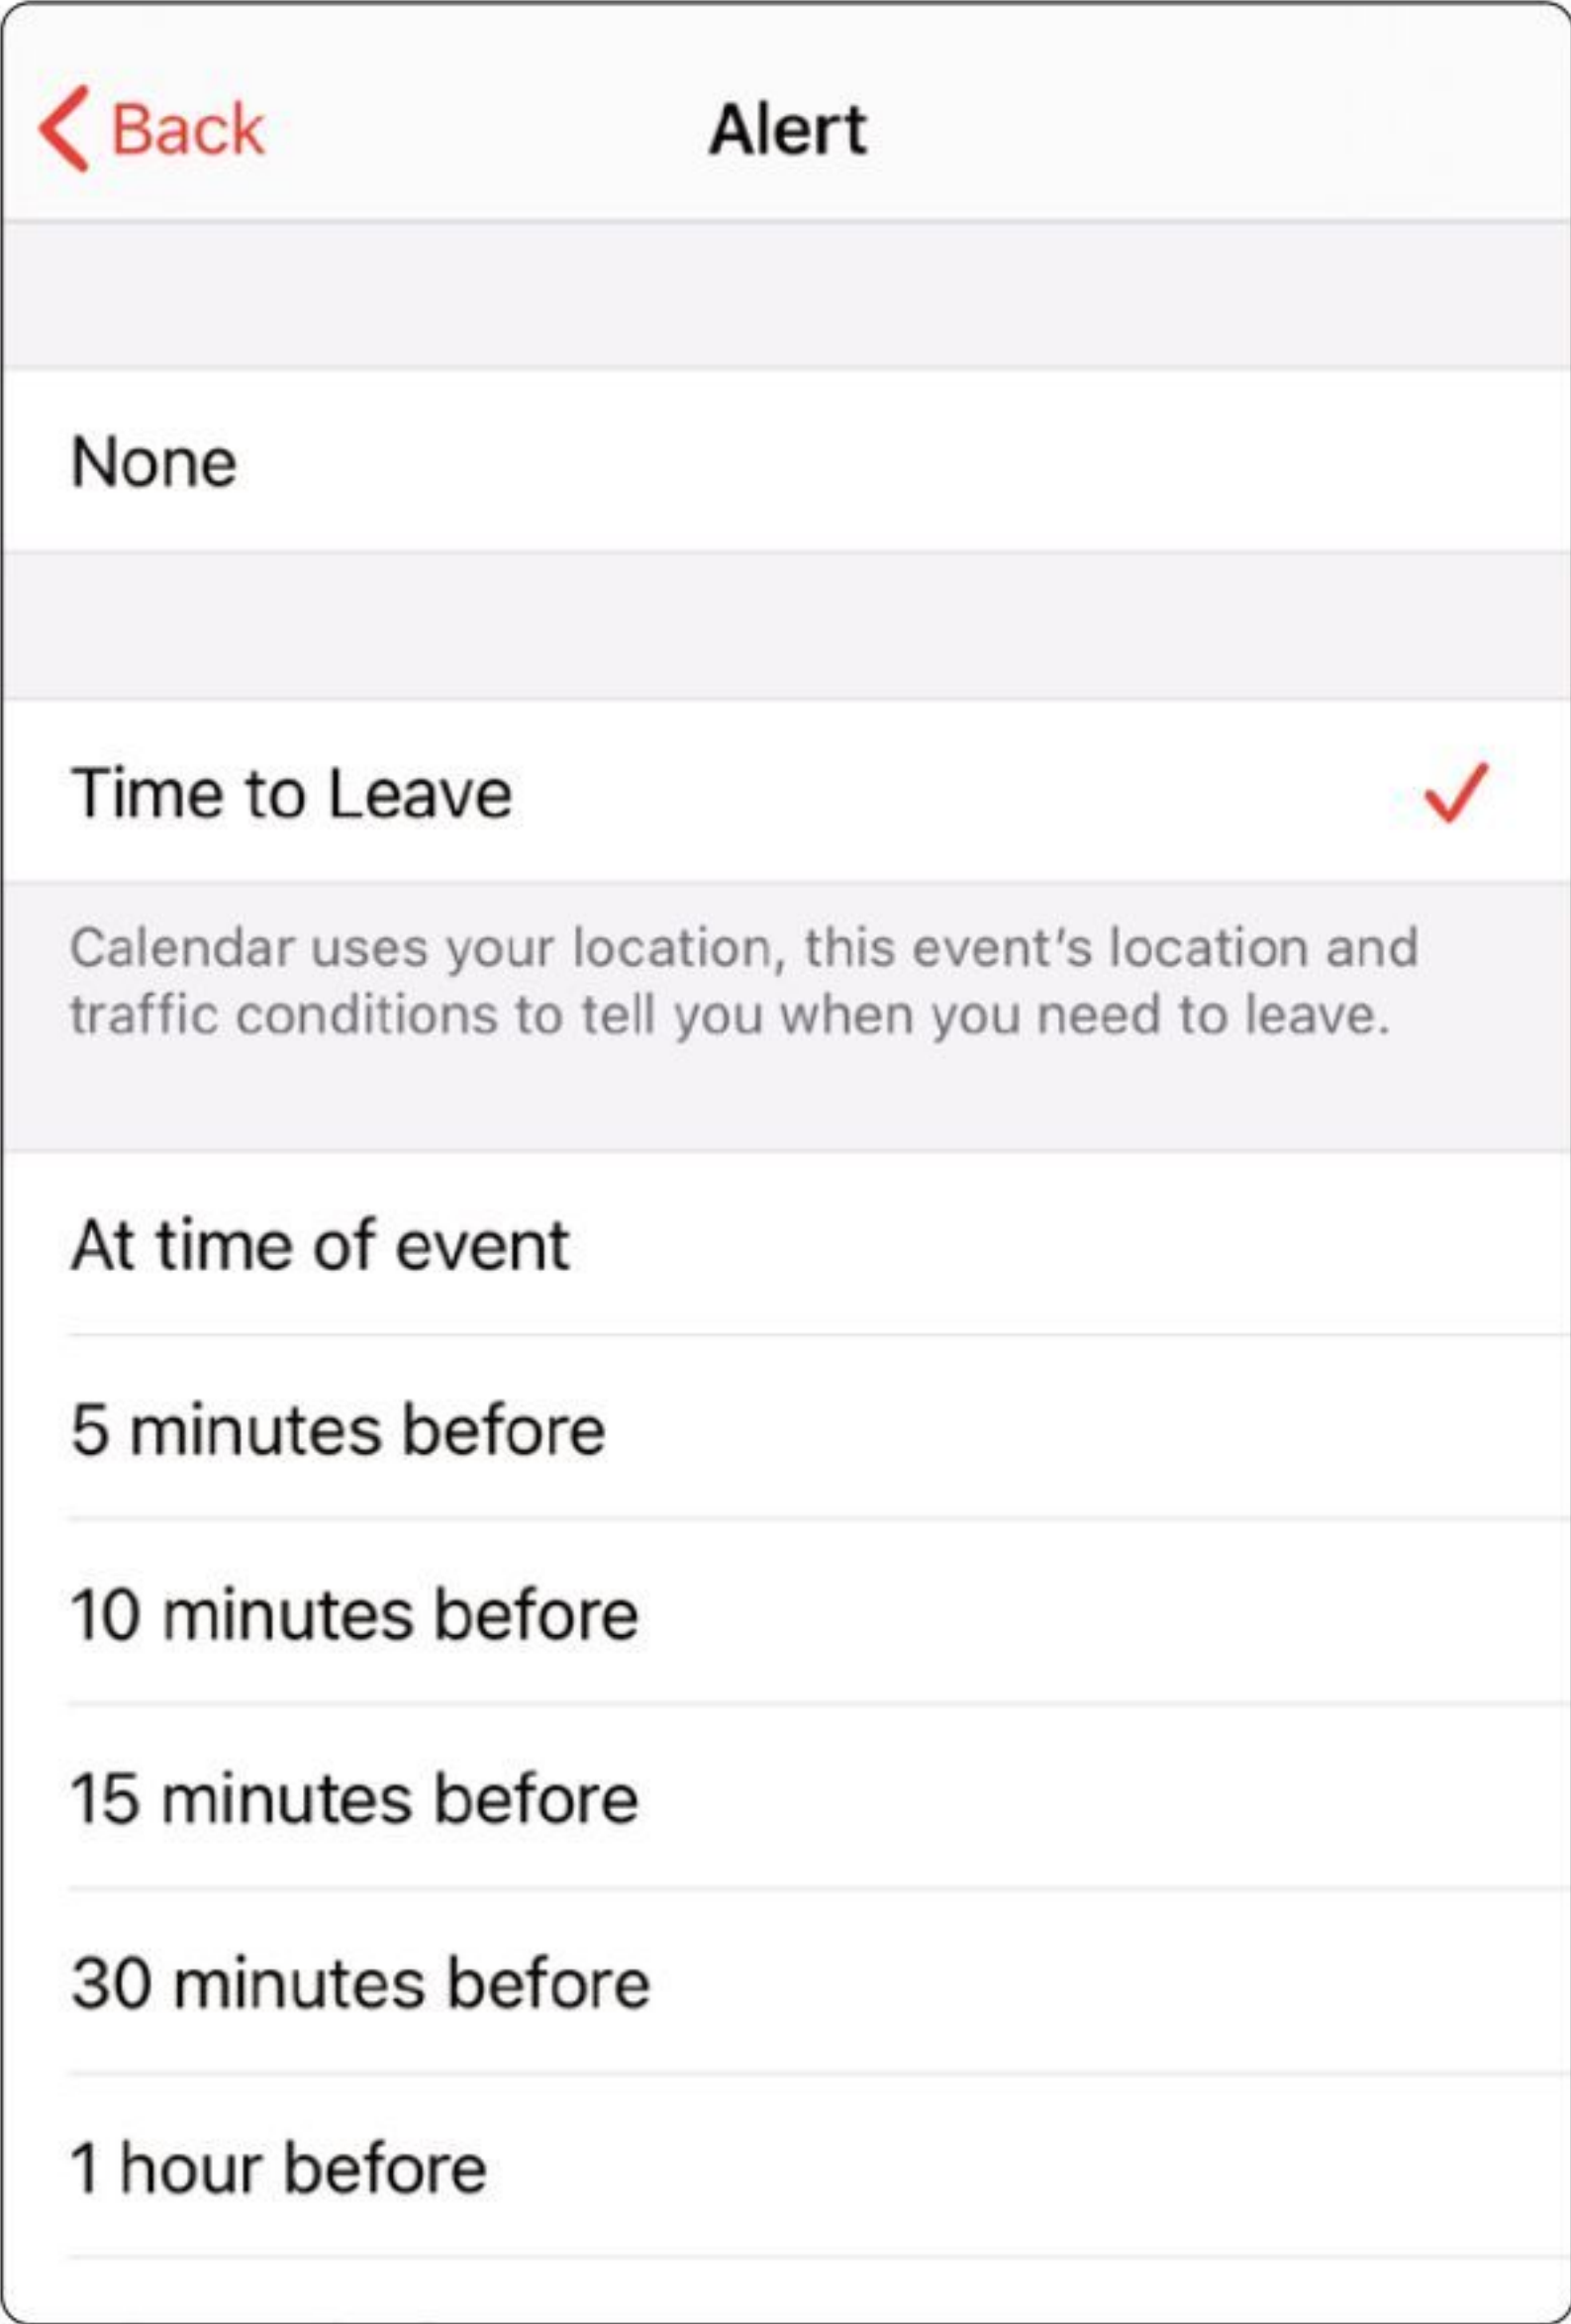 Back
Alert
None
Time to Leave
Calendar uses your location, this event's location and
traffic conditions to tell you when you need to leave.
At time of event
5 minutes before
10 minutes before
15 minutes before
30 minutes before
1 hour before